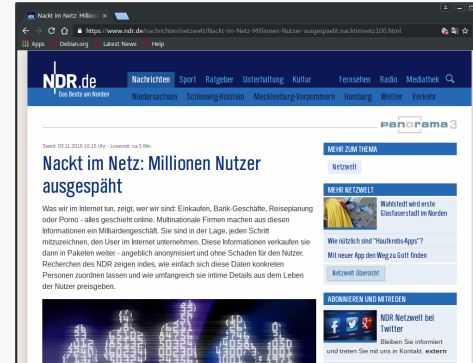 Nackt im Netz: Million
https://www.ndr.de/nachrichten/netzwelt/Nackt-im-Netz-Millionen-Nutzer-ausgespaeht,nacktimnetz100.html
Apps Debian.org Latest News Help
NDR.de
Das Beste am Norden
Nachrichten Sport Ratgeber Unterhaltung Kultur Fernsehen Radio Mediathek
Niedersachsen Schleswig-Holstein Mecklenburg-Vorpommern Hamburg Wetter Verkehr
panorama 3
Stand: 03.11.2016 10:15 Uhr - Lesezeit: ca.5 Min.
Nackt im Netz: Millionen Nutzer
ausgespäht
Was wir im Internet tun, zeigt, wer wir sind: Einkaufen, Bank-Geschäfte, Reiseplanung
oder Porno - alles geschieht online. Multinationale Firmen machen aus diesen
Informationen ein Milliardengeschäft. Sie sind in der Lage, jeden Schritt
mitzuzeichnen, den User im Internet unternehmen. Diese Informationen verkaufen sie
dann in Paketen weiter - angeblich anonymisiert und ohne Schaden für den Nutzer.
Recherchen des NDR zeigen indes, wie einfach sich diese Daten konkreten
Personen zuordnen lassen und wie umfangreich sie intime Details aus dem Leben
der Nutzer preisgeben.
MEHR ZUM THEMA
Netzwelt
MEHR NETZWELT
Wahlstedt wird erste
Glasfaserstadt im Norden
Wie nützlich sind "Hautkrebs-Apps"?
Mit neuer App den Weg zu Gott finden
Netzwelt Übersicht
ABONNIEREN UND MITREDEN
NDR Netzwelt bei
Twitter
Bleiben Sie informiert
und treten Sie mit uns in Kontakt. extern